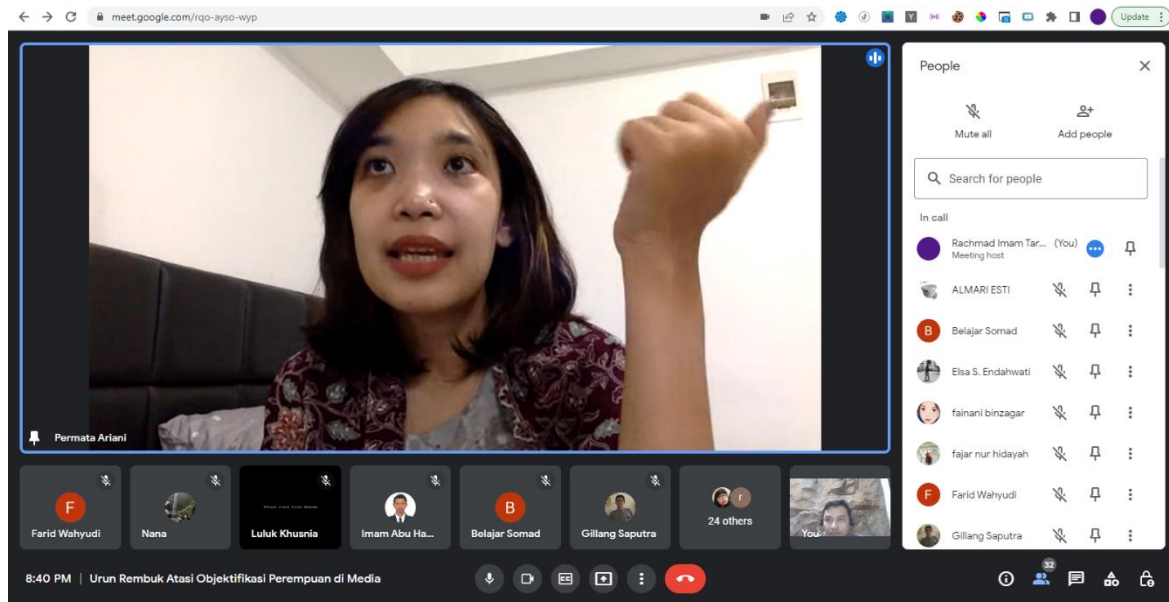 meet.google.com/rqo-ayso-wyp
Update
People
Mute all
Add people
Search for people
In call
Rachmad Imam Tar... (You)
Meeting host
ALMARI ESTI
B
Belajar Somad
Elsa S. Endahwati
fainani binzagar
fajar nur hidayah
F
Farid Wahyudi
Gillang Saputra
Permata Ariani
F
Farid Wahyudi
Nana
Luluk Khusnia
Imam Abu Ha...
B
Belajar Somad
Gillang Saputra
r
24 others
You
8:40 PM | Urun Rembuk Atasi Objektifikasi Perempuan di Media
CC
32